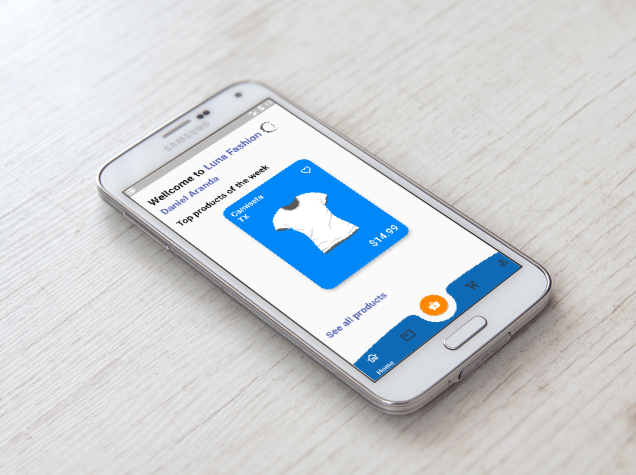 SAMSUNG
Wellcome to Luna Fashion
Daniel Aranda
Top products of the week
Camiseta
TX
$14.99
See all products
Home